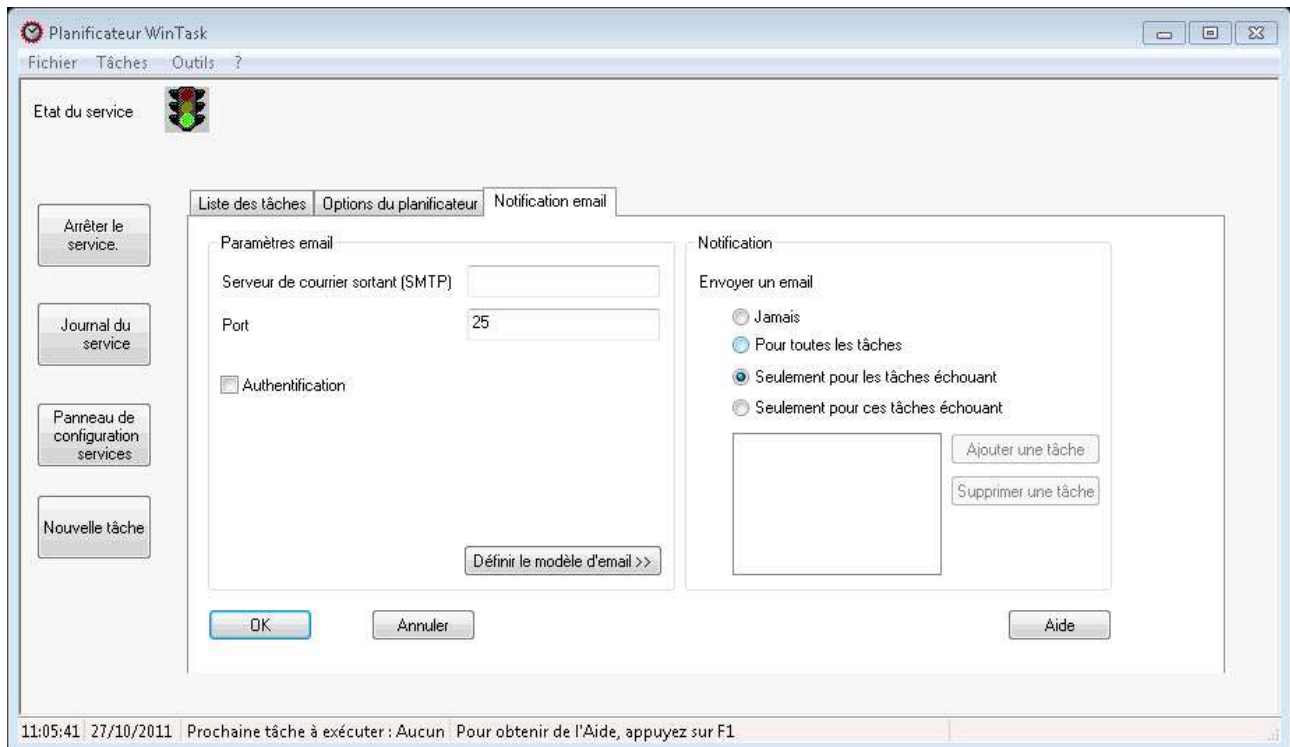 Planificateur WinTask
Fichier Tâches Outils ?
Etat du service
Arrêter le
service.
Journal du
service
Panneau de
configuration
services
Nouvelle tâche
Liste des tâches Options du planificateur Notification email
Paramètres email
Serveur de courrier sortant (SMTP)
Port 25
Authentification
Définir le modèle d'email >>
Notification
Envoyer un email
Jamais
Pour toutes les tâches
Seulement pour les tâches échouant
Seulement pour ces tâches échouant
Ajouter une tâche
Supprimer une tâche
OK Annuler Aide
11:05:41 27/10/2011 Prochaine tâche à exécuter : Aucun Pour obtenir de l'Aide, appuyez sur F1